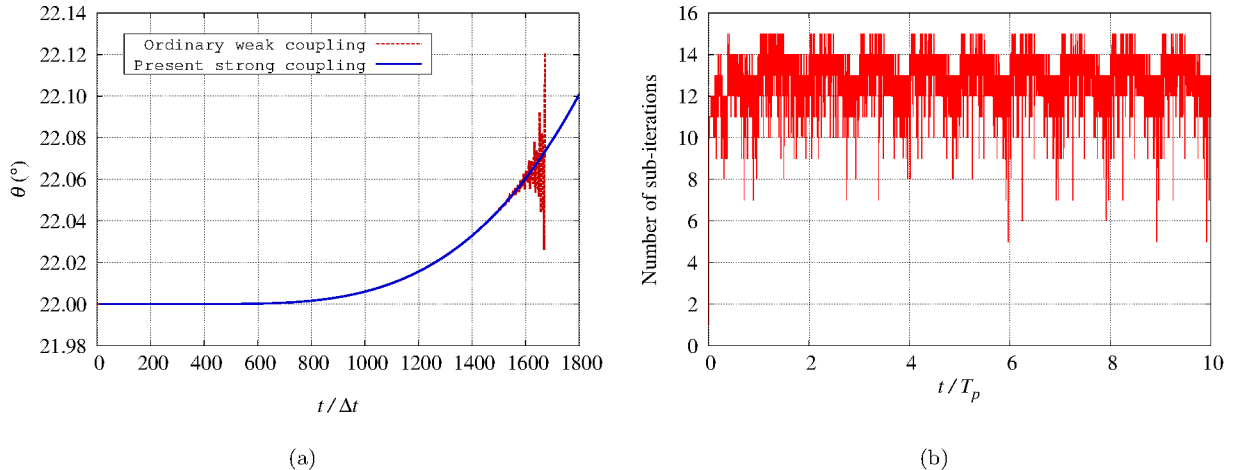 22.14
22.12
22.10
22.08
22.06
22.04
22.02
22.00
21.98
θ (°)
Ordinary weak coupling
Present strong coupling
0 200 400 600 800 1000 1200 1400 1600 1800
t / Δt
(a)
16
14
12
10
8
6
4
2
0
Number of sub-iterations
0 2 4 6 8 10
t / Tp
(b)